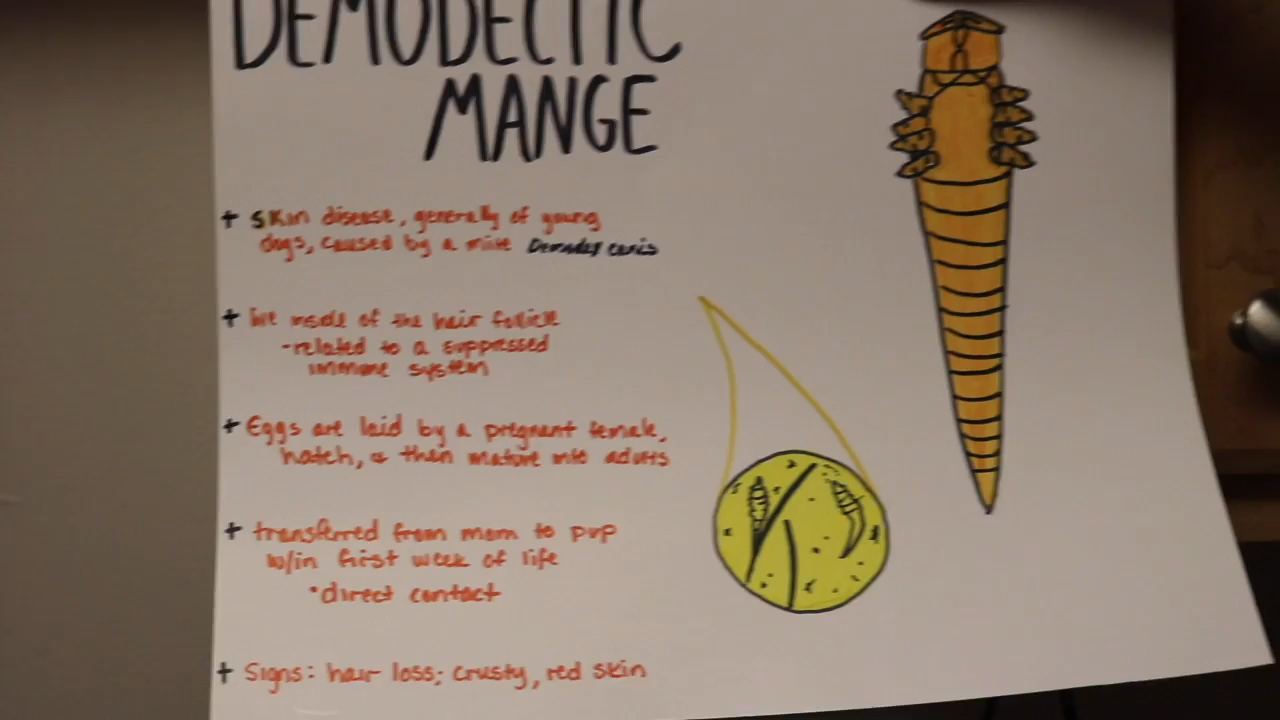 DEMODECTIC
MANGE
+ skin disease, generally of young
dogs, caused by a mite Demodex canis
+ live inside of the hair follicle
-related to a suppressed
immune system
+ Eggs are laid by a pregnant female,
hatch, & then mature into adults
+ transferred from mom to pup
w/in first week of life
•direct contact
+ Signs: hair loss; crusty, red skin